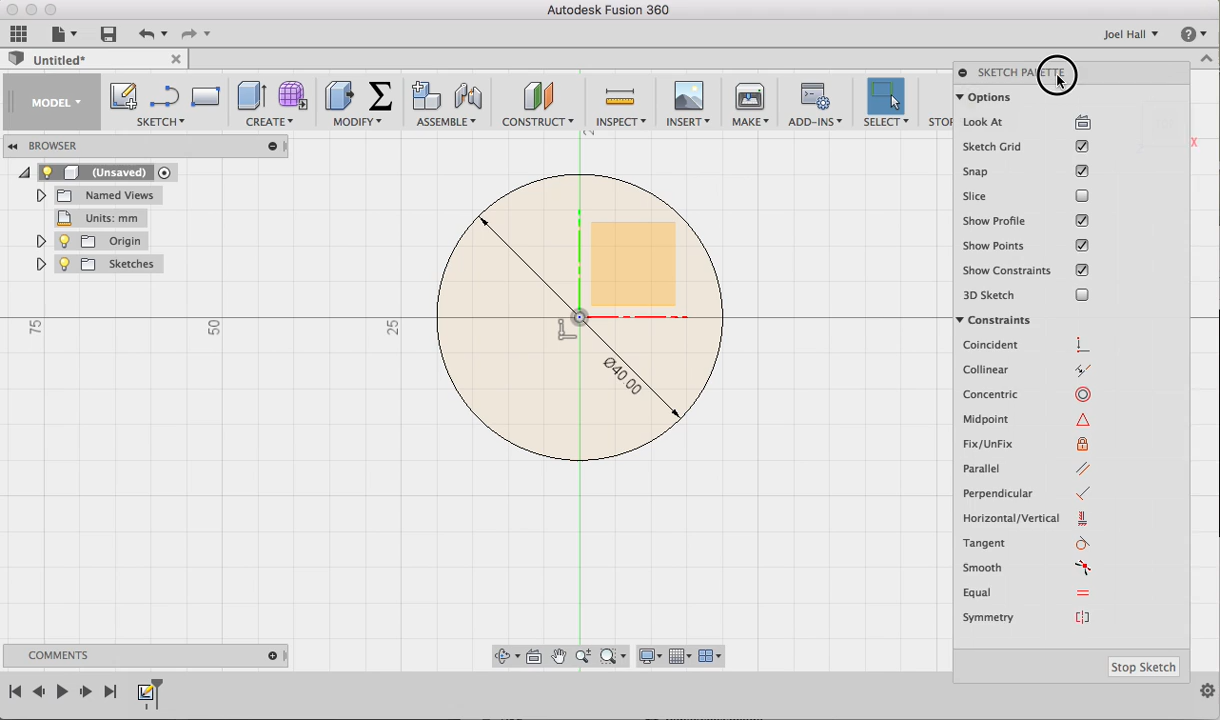 Autodesk Fusion 360
Joel Hall
Untitled*
MODEL
SKETCH
CREATE
MODIFY
ASSEMBLE
CONSTRUCT
INSPECT
INSERT
MAKE
ADD-INS
SELECT
STOP
BROWSER
(Unsaved)
Named Views
Units: mm
Origin
Sketches
75
50
25
Ø40.00
X
SKETCH PALETTE
Options
Look At
Sketch Grid
Snap
Slice
Show Profile
Show Points
Show Constraints
3D Sketch
Constraints
Coincident
Collinear
Concentric
Midpoint
Fix/UnFix
Parallel
Perpendicular
Horizontal/Vertical
Tangent
Smooth
Equal
Symmetry
Stop Sketch
COMMENTS